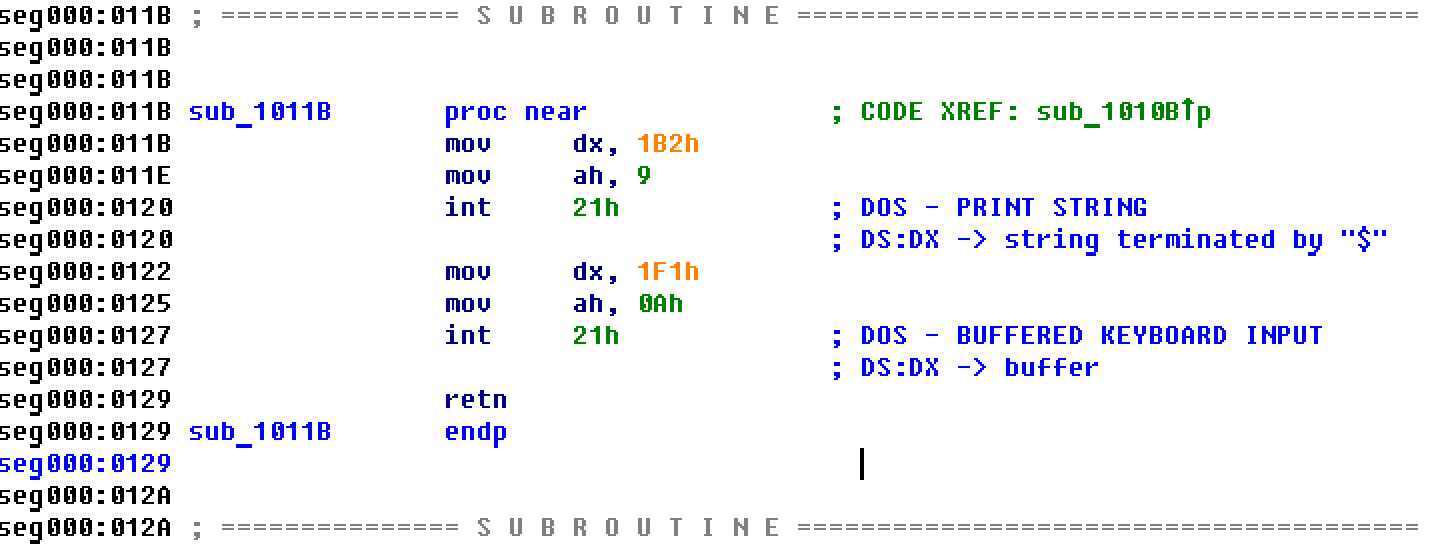 seg000:011B ; =============== S U B R O U T I N E =======================================
seg000:011B
seg000:011B
seg000:011B sub_1011B       proc near               ; CODE XREF: sub_1010B↑p
seg000:011B                 mov     dx, 1B2h
seg000:011E                 mov     ah, 9
seg000:0120                 int     21h             ; DOS - PRINT STRING
seg000:0120                                         ; DS:DX -> string terminated by "$"
seg000:0122                 mov     dx, 1F1h
seg000:0125                 mov     ah, 0Ah
seg000:0127                 int     21h             ; DOS - BUFFERED KEYBOARD INPUT
seg000:0127                                         ; DS:DX -> buffer
seg000:0129                 retn
seg000:0129 sub_1011B       endp
seg000:0129
seg000:012A
seg000:012A ; =============== S U B R O U T I N E =======================================